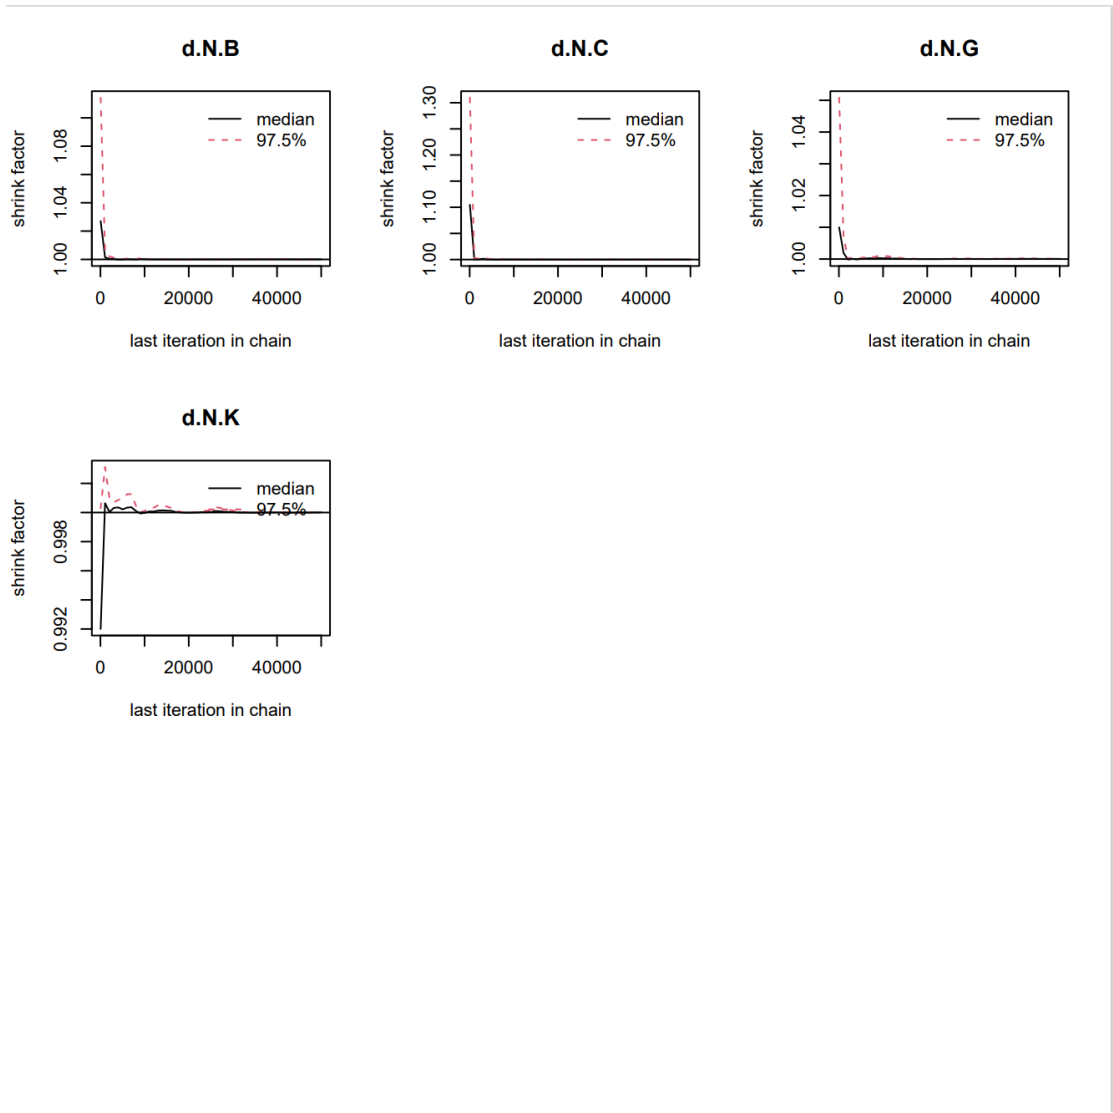 d.N.B
shrink factor
1.00 1.04 1.08
median
97.5%
0 20000 40000
last iteration in chain
d.N.C
shrink factor
1.00 1.10 1.20 1.30
median
97.5%
0 20000 40000
last iteration in chain
d.N.G
shrink factor
1.00 1.02 1.04
median
97.5%
0 20000 40000
last iteration in chain
d.N.K
shrink factor
0.992 0.998
median
97.5%
0 20000 40000
last iteration in chain